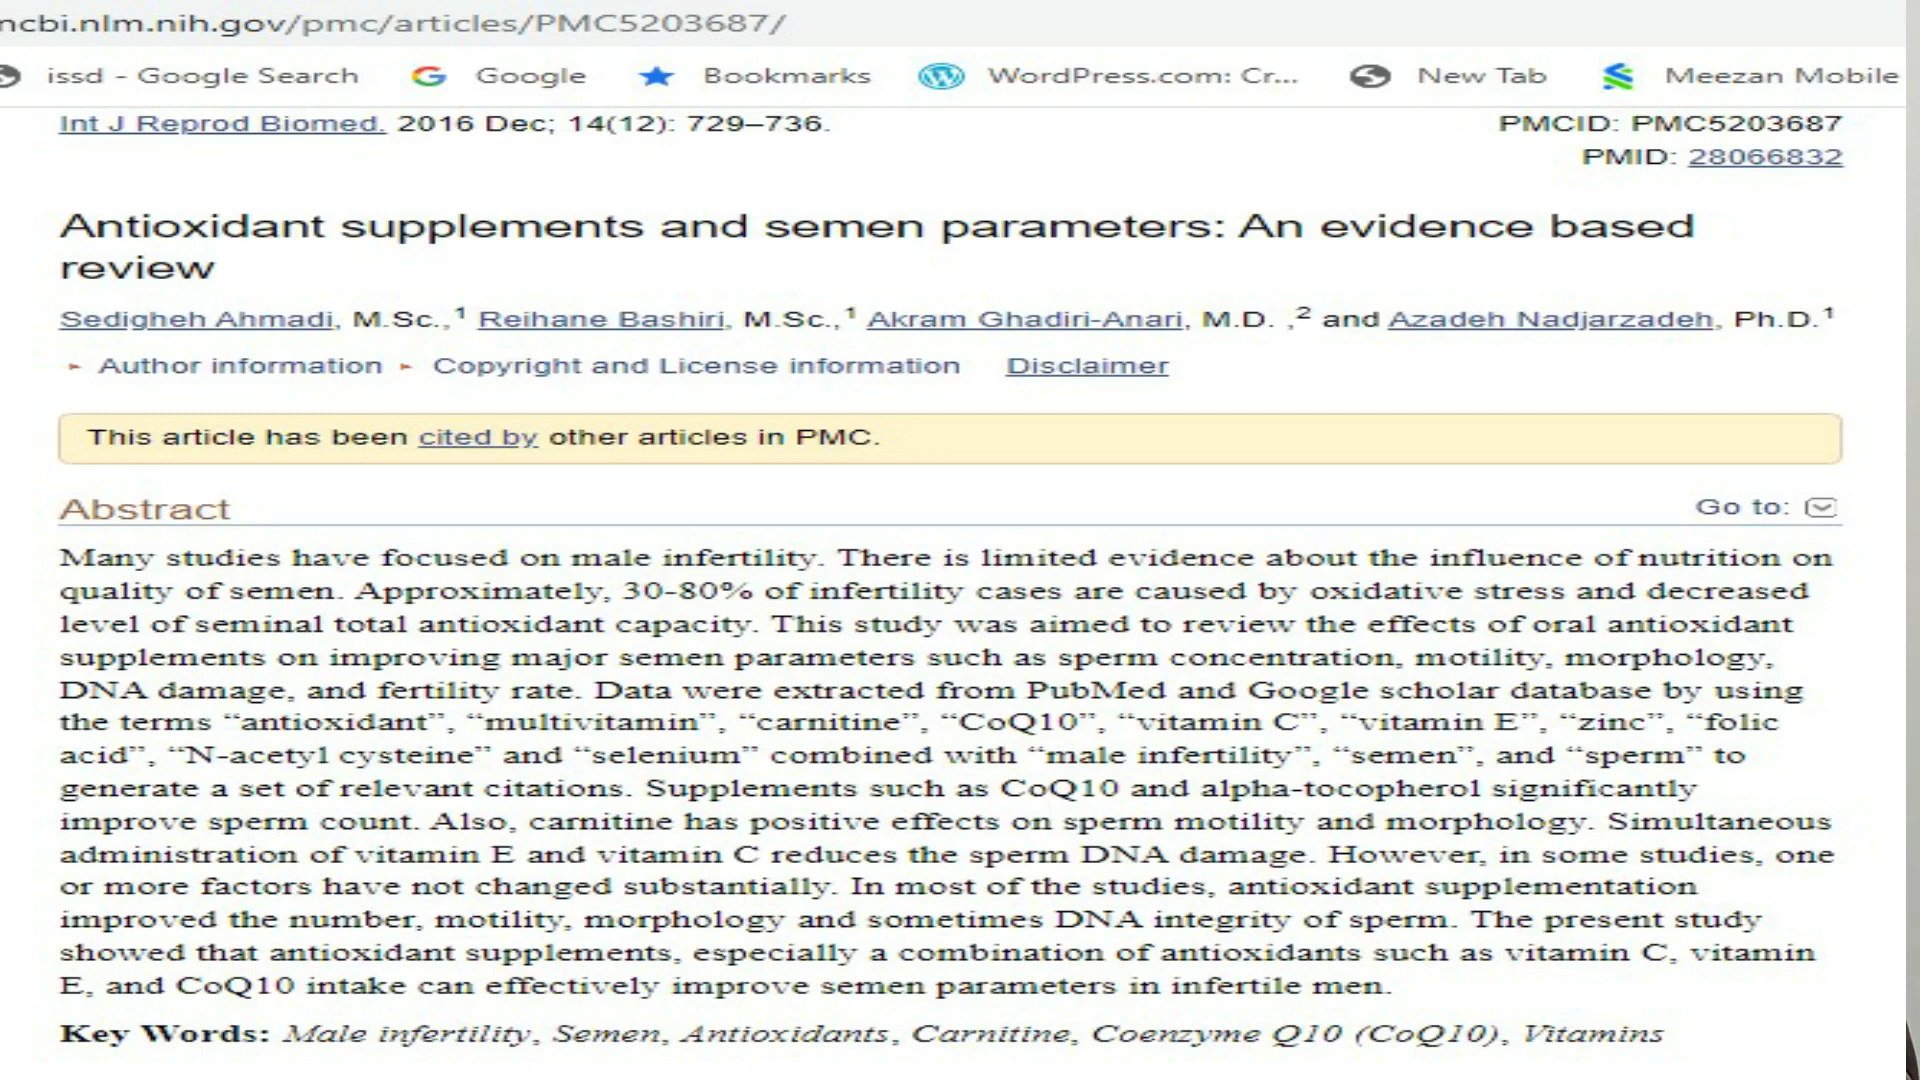 ncbi.nlm.nih.gov/pmc/articles/PMC5203687/
issd - Google Search Google Bookmarks WordPress.com: Cr... New Tab Meezan Mobile
Int J Reprod Biomed. 2016 Dec; 14(12): 729–736. PMCID: PMC5203687
PMID: 28066832
Antioxidant supplements and semen parameters: An evidence based
review
Sedigheh Ahmadi, M.Sc.,1 Reihane Bashiri, M.Sc.,1 Akram Ghadiri-Anari, M.D. ,2 and Azadeh Nadjarzadeh, Ph.D.1
Author information Copyright and License information Disclaimer
This article has been cited by other articles in PMC.
Abstract Go to:
Many studies have focused on male infertility. There is limited evidence about the influence of nutrition on
quality of semen. Approximately, 30-80% of infertility cases are caused by oxidative stress and decreased
level of seminal total antioxidant capacity. This study was aimed to review the effects of oral antioxidant
supplements on improving major semen parameters such as sperm concentration, motility, morphology,
DNA damage, and fertility rate. Data were extracted from PubMed and Google scholar database by using
the terms “antioxidant”, “multivitamin”, “carnitine”, “CoQ10”, “vitamin C”, “vitamin E”, “zinc”, “folic
acid”, “N-acetyl cysteine” and “selenium” combined with “male infertility”, “semen”, and “sperm” to
generate a set of relevant citations. Supplements such as CoQ10 and alpha-tocopherol significantly
improve sperm count. Also, carnitine has positive effects on sperm motility and morphology. Simultaneous
administration of vitamin E and vitamin C reduces the sperm DNA damage. However, in some studies, one
or more factors have not changed substantially. In most of the studies, antioxidant supplementation
improved the number, motility, morphology and sometimes DNA integrity of sperm. The present study
showed that antioxidant supplements, especially a combination of antioxidants such as vitamin C, vitamin
E, and CoQ10 intake can effectively improve semen parameters in infertile men.
Key Words: Male infertility, Semen, Antioxidants, Carnitine, Coenzyme Q10 (CoQ10), Vitamins